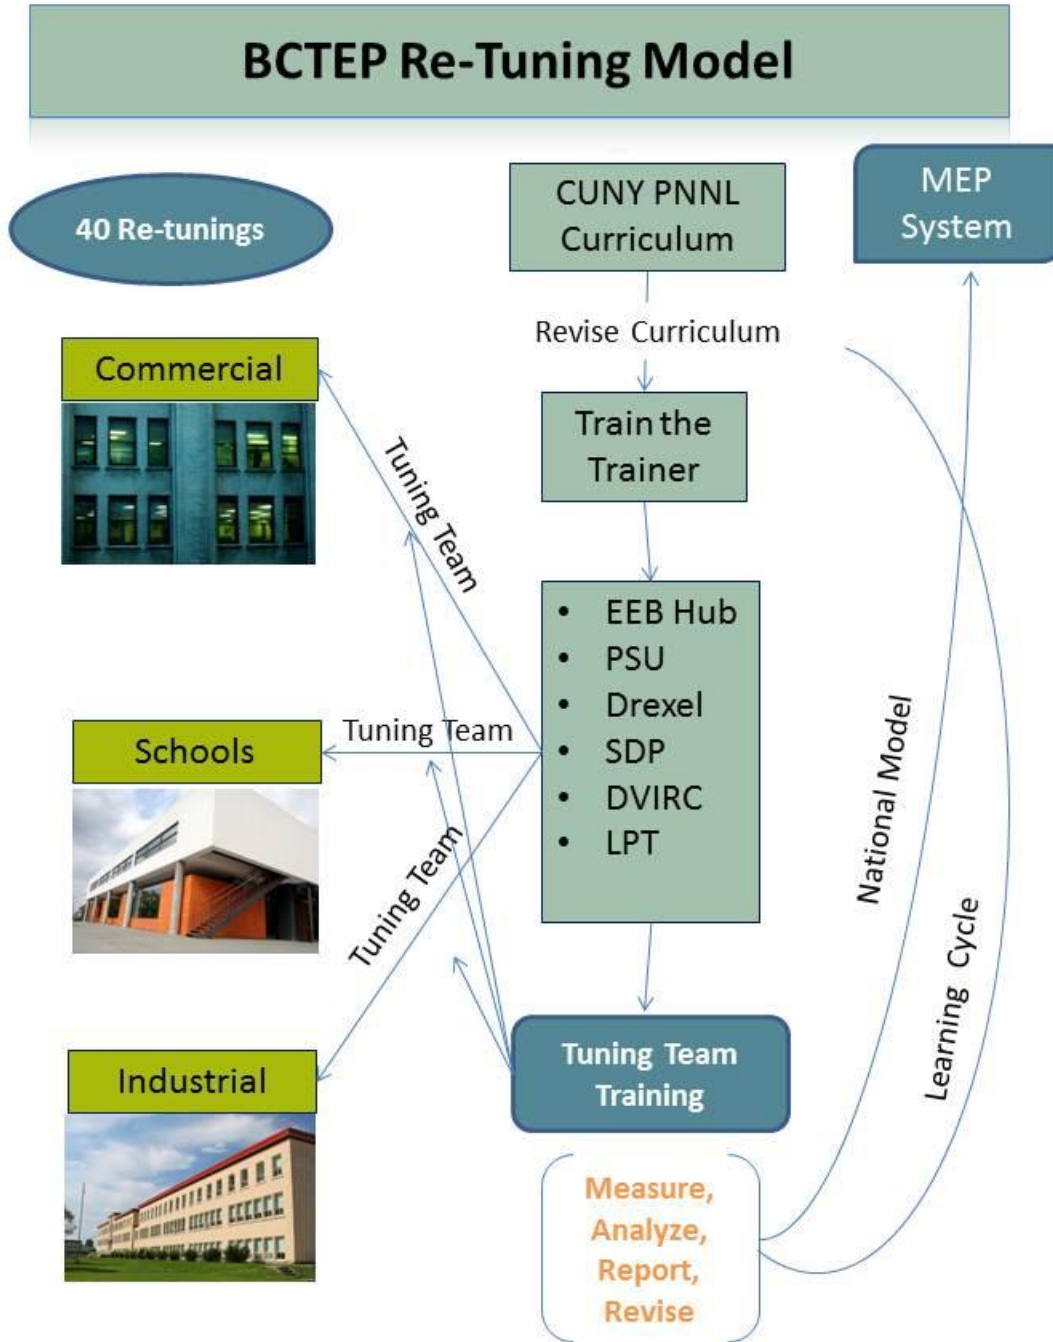 BCTEP Re-Tuning Model
40 Re-tunings
CUNY PNNL
Curriculum
MEP
System
Revise Curriculum
Commercial
Train the
Trainer
Tuning Team
• EEB Hub
• PSU
• Drexel
• SDP
• DVIRC
• LPT
Schools
Tuning Team
Tuning Team
National Model
Learning Cycle
Industrial
Tuning Team
Training
Measure,
Analyze,
Report,
Revise